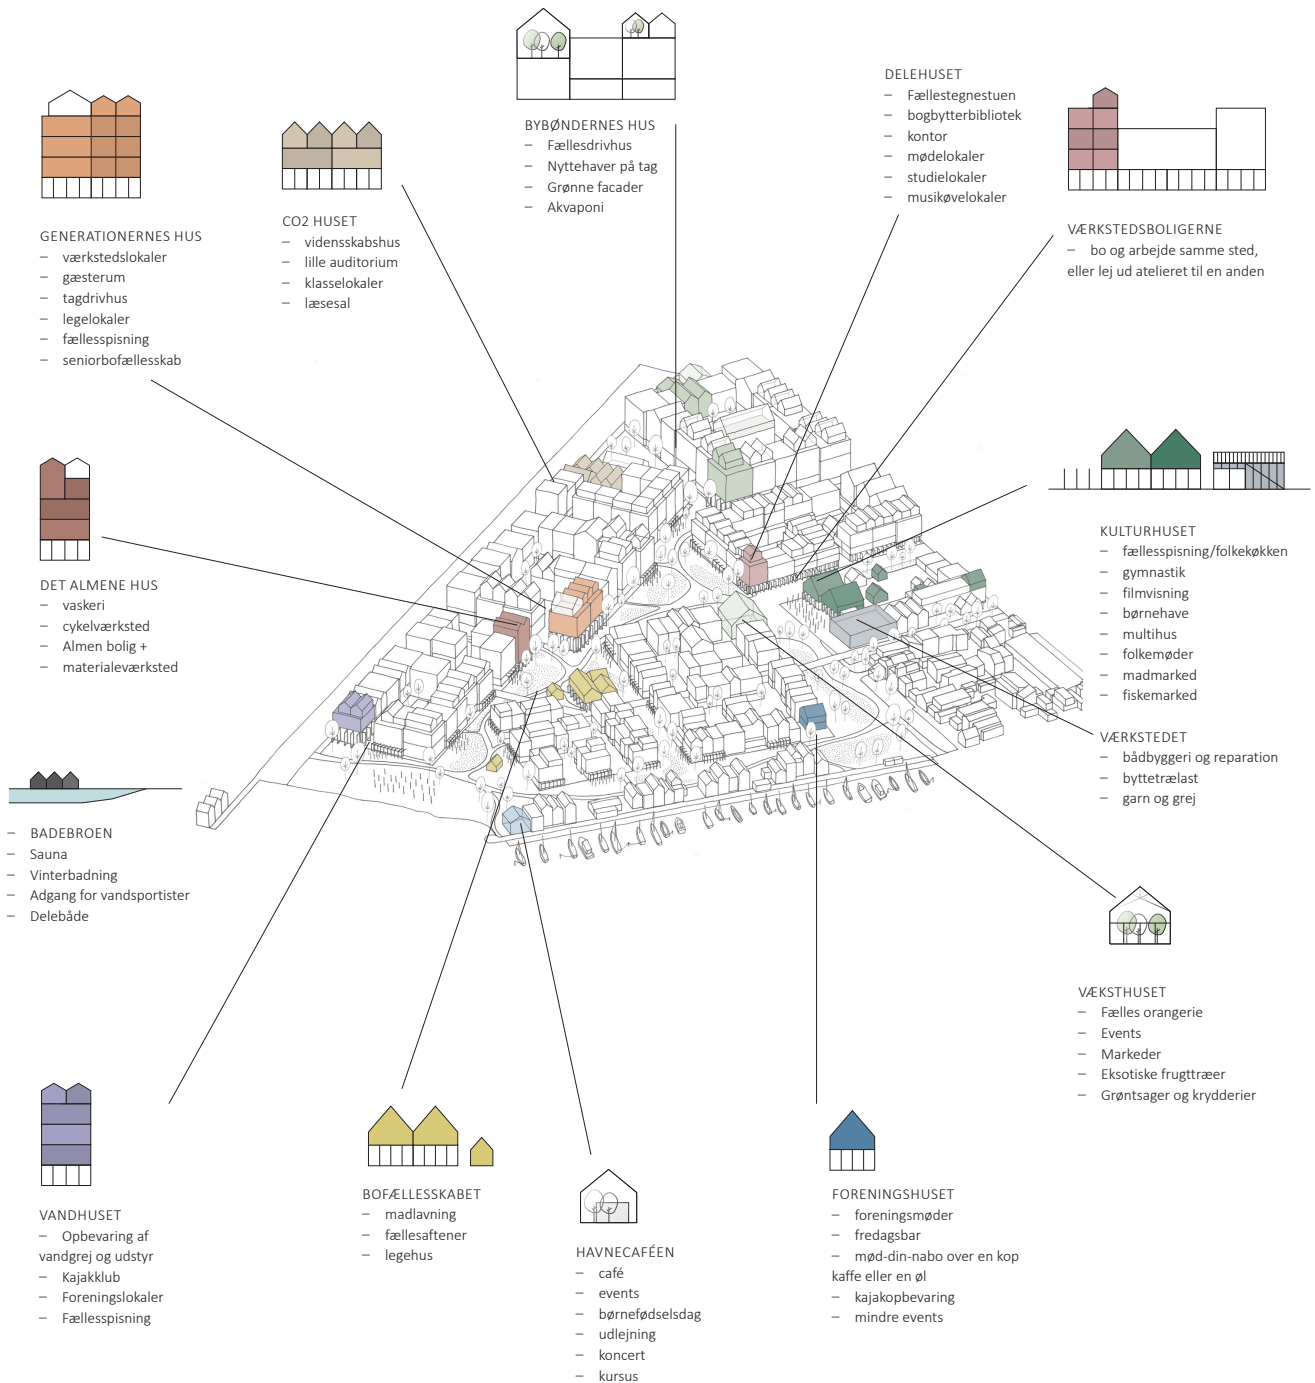 BYBØNDERNES HUS
– Fællesdrivhus
– Nyttehaver på tag
– Grønne facader
– Akvaponi
DELEHUSET
– Fællestegnestuen
– bogbytterbibliotek
– kontor
– mødelokaler
– studielokaler
– musikøvelokaler
GENERATIONERNES HUS
– værkstedslokaler
– gæsterum
– tagdrivhus
– legelokaler
– fællesspisning
– seniorbofællesskab
CO2 HUSET
– vidensskabshus
– lille auditorium
– klasselokaler
– læsesal
VÆRKSTEDSBOLIGERNE
– bo og arbejde samme sted,
eller lej ud atelieret til en anden
DET ALMENE HUS
– vaskeri
– cykelværksted
– Almen bolig +
– materialeværksted
KULTURHUSET
– fællesspisning/folkekøkken
– gymnastik
– filmvisning
– børnehave
– multihus
– folkemøder
– madmarked
– fiskemarked
VÆRKSTEDET
– bådbyggeri og reparation
– byttetrælast
– garn og grej
– BADEBROEN
– Sauna
– Vinterbadning
– Adgang for vandsportister
– Delebåde
VÆKSTHUSET
– Fælles orangerie
– Events
– Markeder
– Eksotiske frugttræer
– Grøntsager og krydderier
VANDHUSET
– Opbevaring af
vandgrej og udstyr
– Kajakklub
– Foreningslokaler
– Fællesspisning
BOFÆLLESSKABET
– madlavning
– fællesaftener
– legehus
HAVNECAFÉEN
– café
– events
– børnefødselsdag
– udlejning
– koncert
– kursus
FORENINGSHUSET
– foreningsmøder
– fredagsbar
– mød-din-nabo over en kop
kaffe eller en øl
– kajakopbevaring
– mindre events